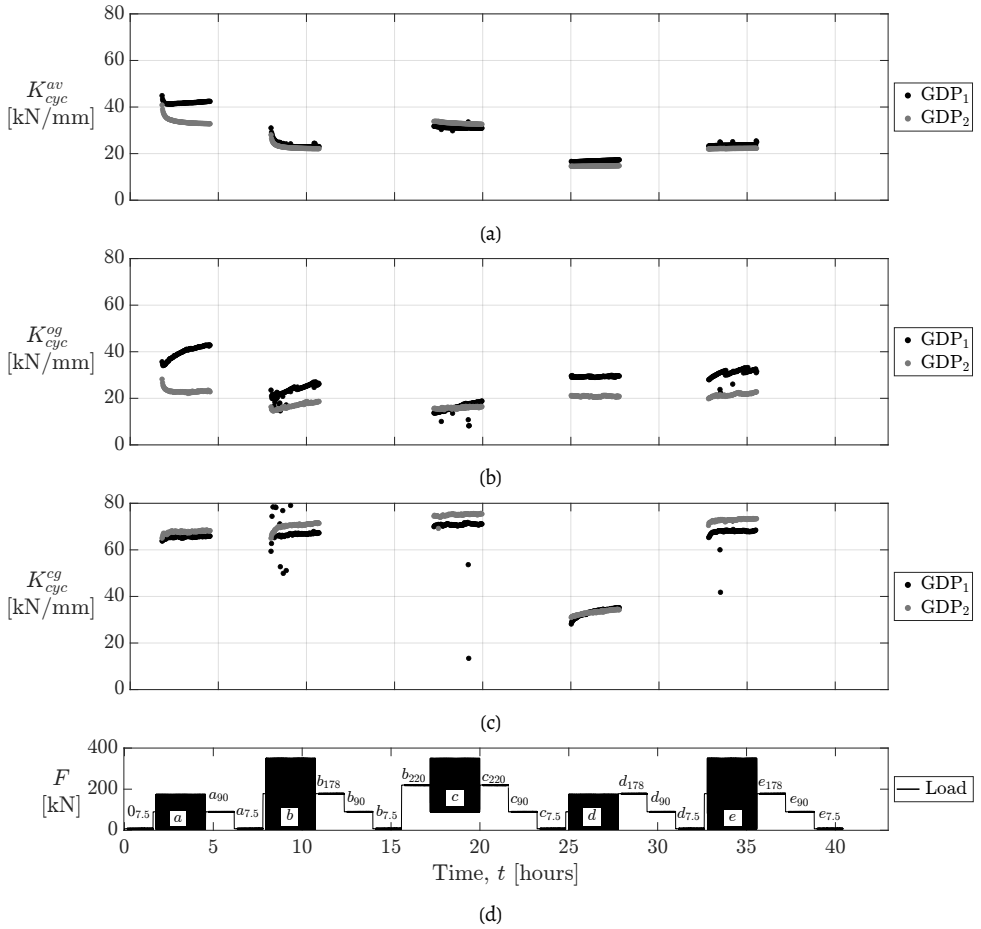 80
60
40
20
0
K_{cyc}^{av}
[kN/mm]
GDP₁
GDP₂
(a)
80
60
40
20
0
K_{cyc}^{og}
[kN/mm]
GDP₁
GDP₂
(b)
80
60
40
20
0
K_{cyc}^{cg}
[kN/mm]
GDP₁
GDP₂
(c)
400
200
0
F
[kN]
0_{7.5} a a_{90} a_{7.5} b b_{178} b_{90} b_{7.5} b_{220} c c_{220} c_{90} c_{7.5} d d_{178} d_{90} d_{7.5} e e_{178} e_{90} e_{7.5}
Load
0 5 10 15 20 25 30 35 40
Time, t [hours]
(d)